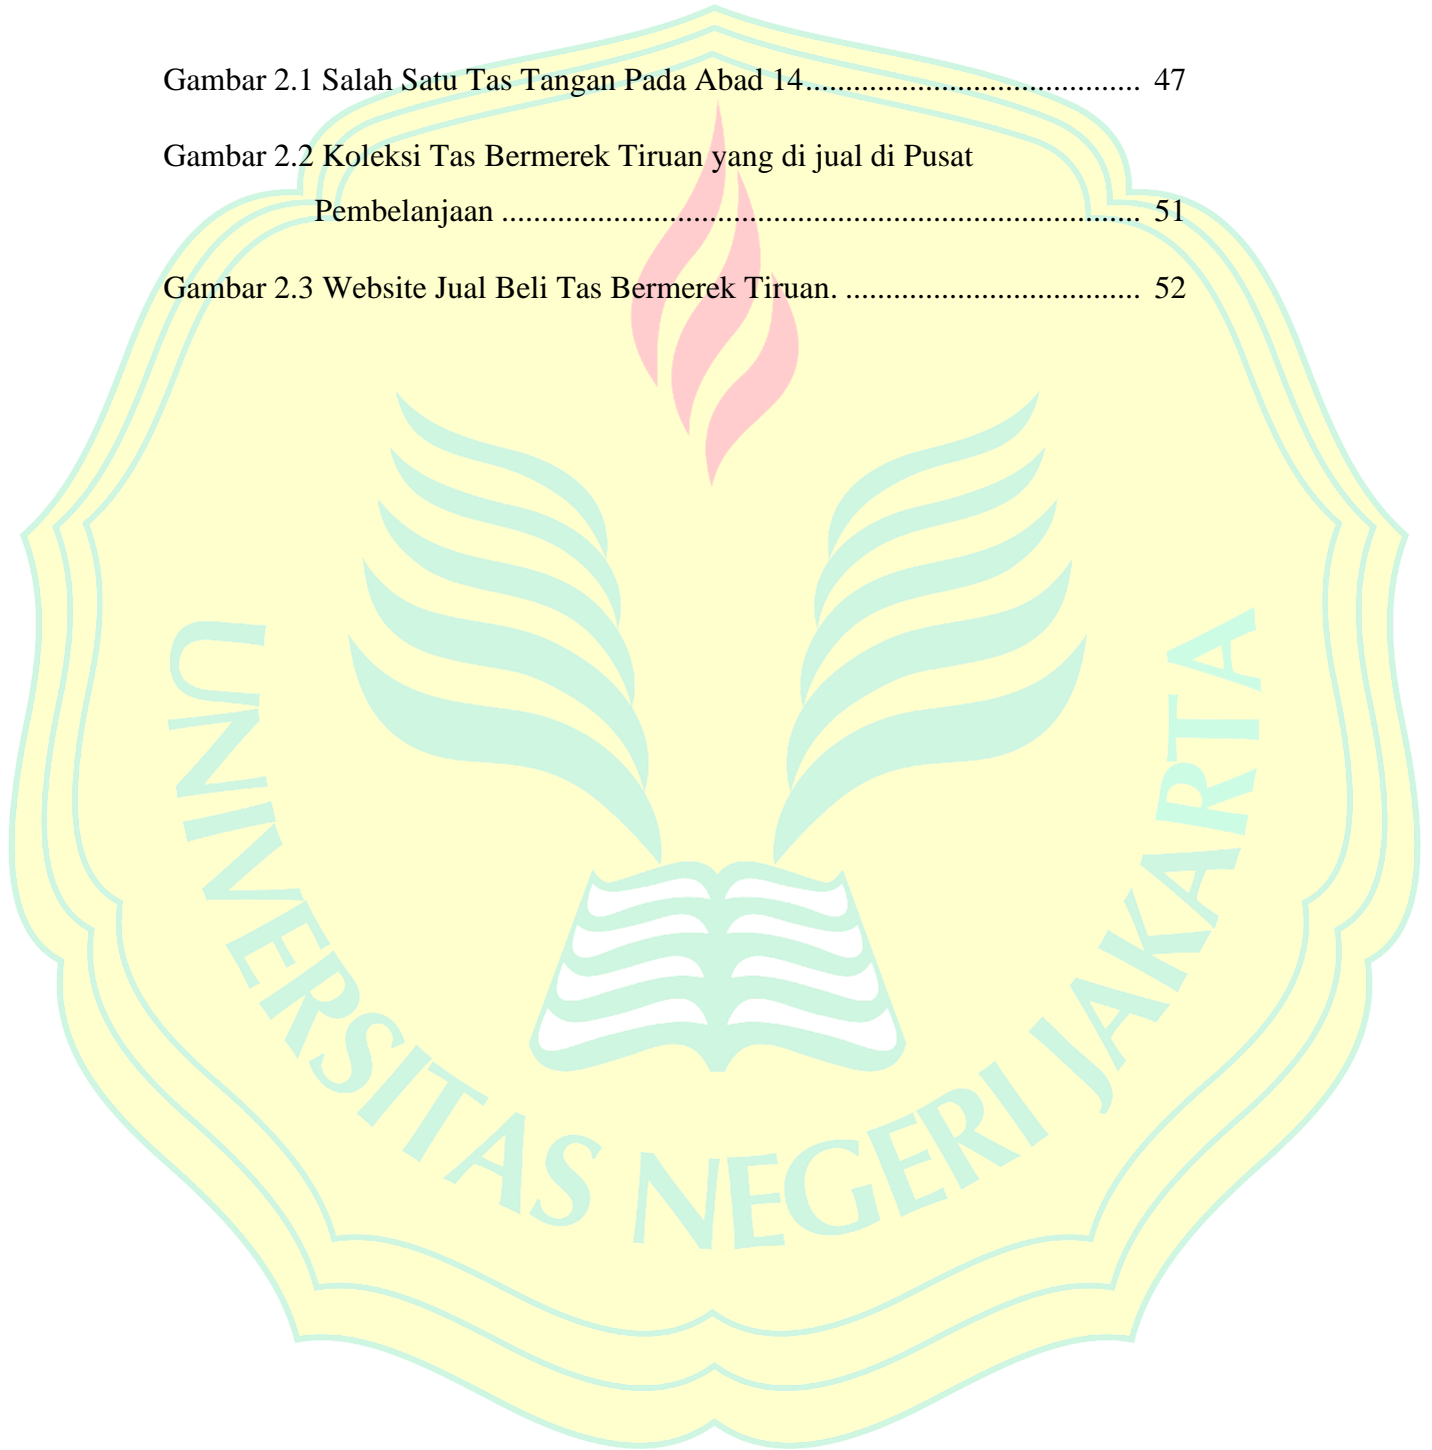 Gambar 2.1 Salah Satu Tas Tangan Pada Abad 14.......................................... 47
Gambar 2.2 Koleksi Tas Bermerek Tiruan yang di jual di Pusat
Pembelanjaan ................................................................................ 51
Gambar 2.3 Website Jual Beli Tas Bermerek Tiruan. ..................................... 52
UNIVERSITAS NEGERI JAKARTA